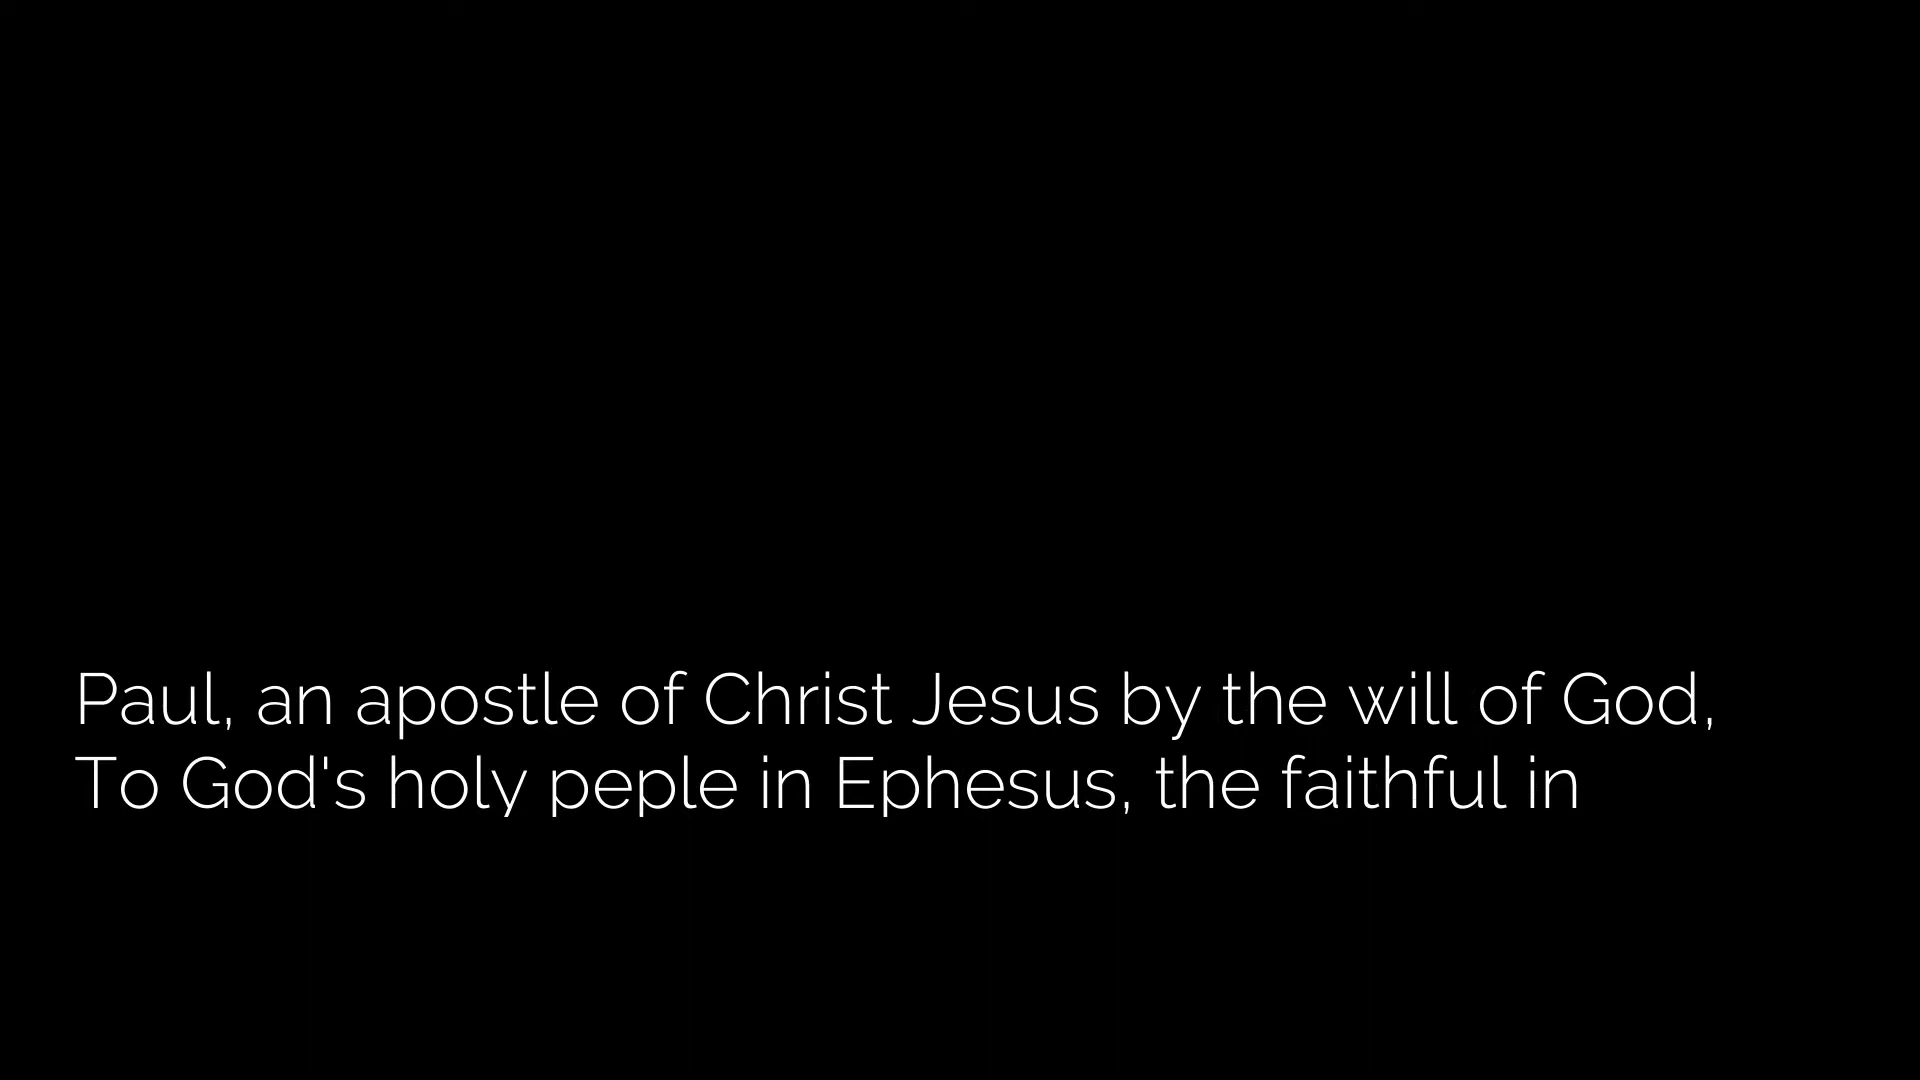 Paul, an apostle of Christ Jesus by the will of God,
To God's holy peple in Ephesus, the faithful in